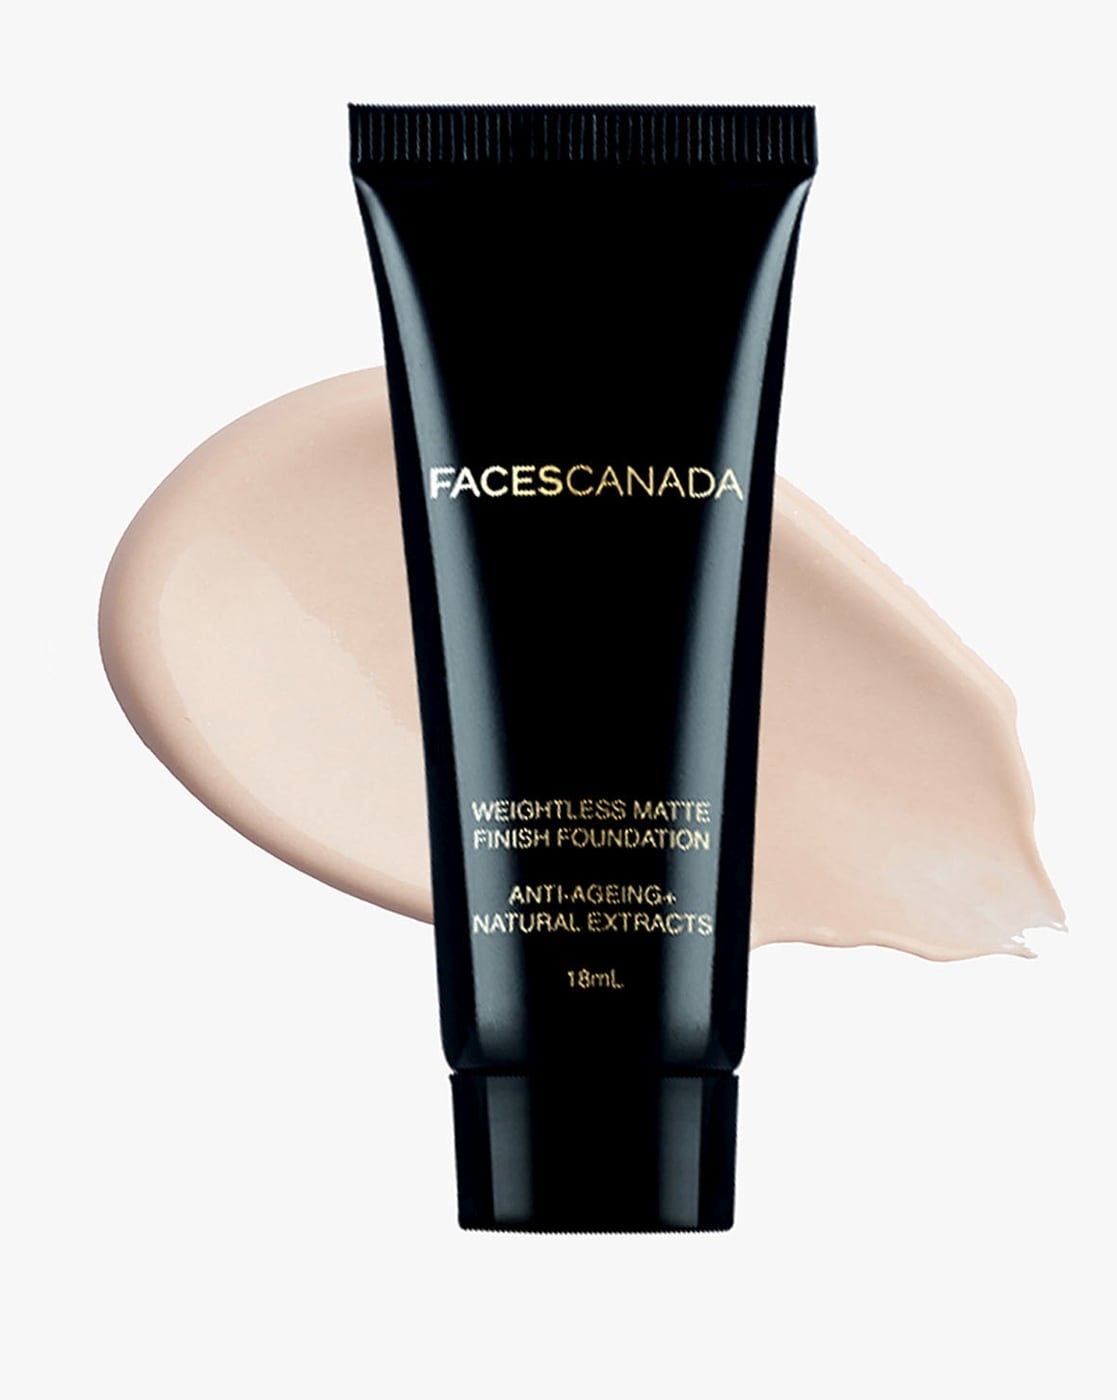 FACESCANADA
WEIGHTLESS MATTE
FINISH FOUNDATION
ANTI-AGEING+
NATURAL EXTRACTS
18mL